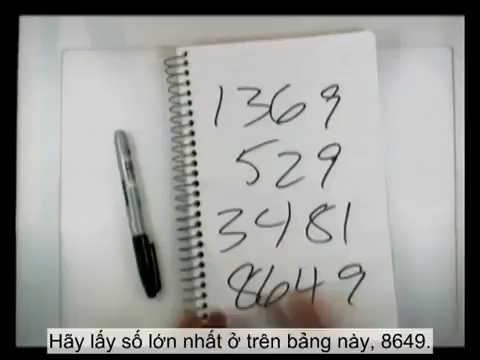 1369
529
3481
8649
Hãy lấy số lớn nhất ở trên bảng này, 8649.